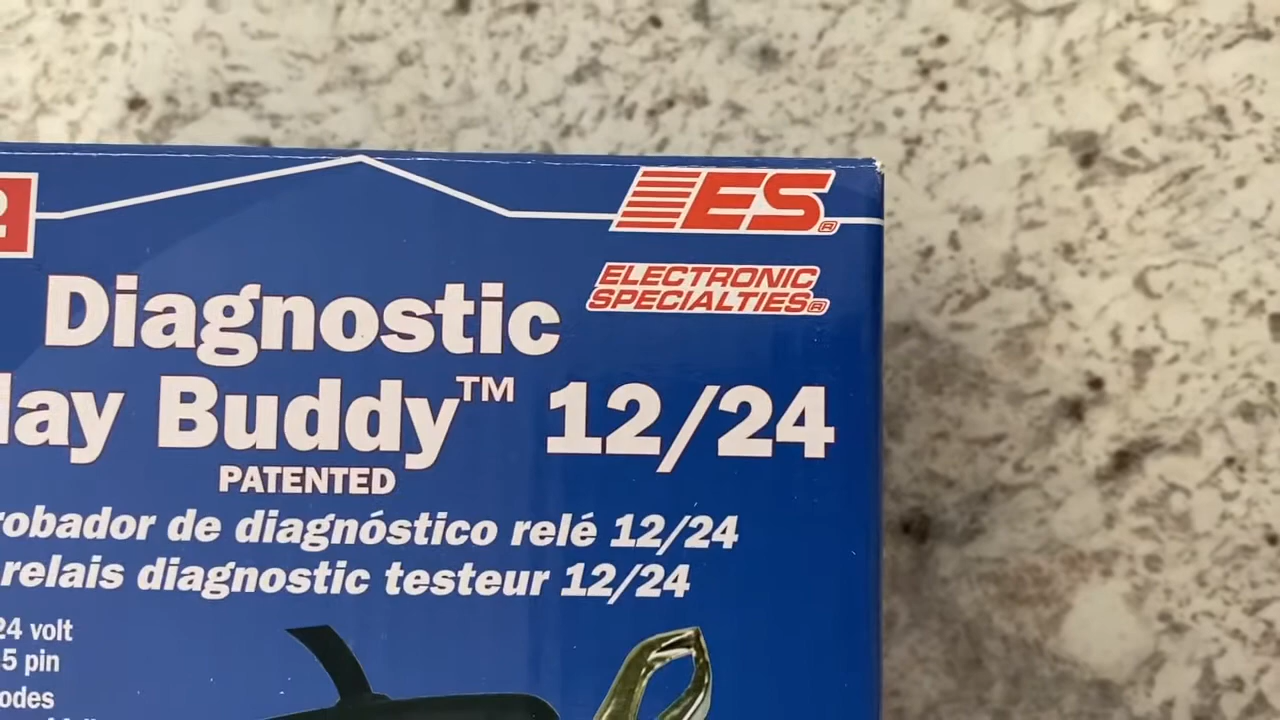 2
ES®
ELECTRONIC
SPECIALTIES®
Diagnostic
lay Buddy™ 12/24
PATENTED
robador de diagnóstico relé 12/24
relais diagnostic testeur 12/24
24 volt
5 pin
odes